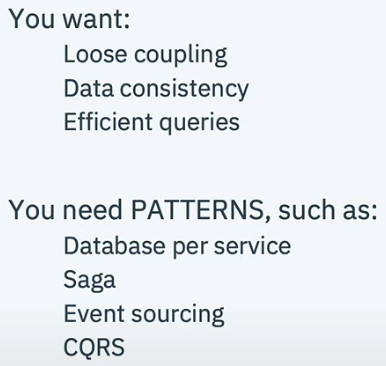 You want:
Loose coupling
Data consistency
Efficient queries
You need PATTERNS, such as:
Database per service
Saga
Event sourcing
CQRS